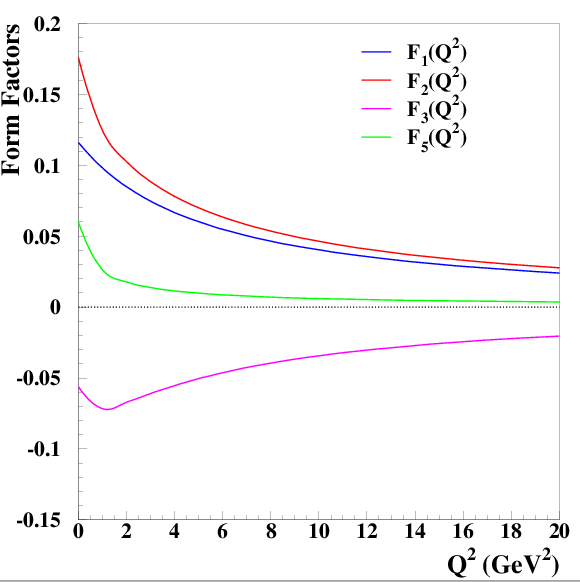 Form Factors
0.2
0.15
0.1
0.05
0
-0.05
-0.1
-0.15
F₁(Q²)
F₂(Q²)
F₃(Q²)
F₅(Q²)
0 2 4 6 8 10 12 14 16 18 20
Q² (GeV²)